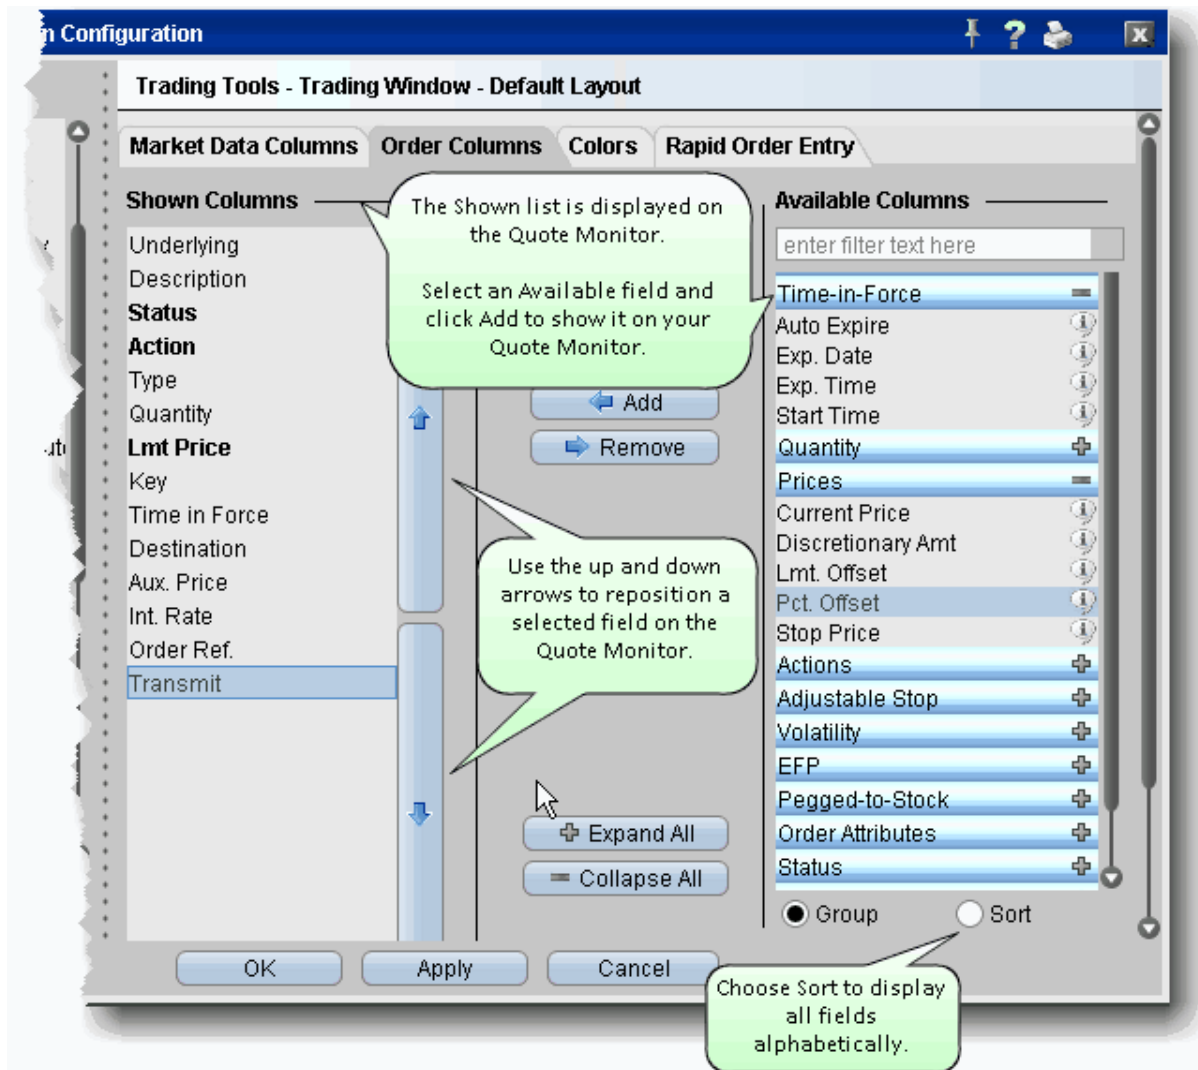 n Configuration
Trading Tools - Trading Window - Default Layout
Market Data Columns
Order Columns
Colors
Rapid Order Entry
Shown Columns
Underlying
Description
Status
Action
Type
Quantity
Lmt Price
Key
Time in Force
Destination
Aux. Price
Int. Rate
Order Ref.
Transmit
The Shown list is displayed on
the Quote Monitor.
Select an Available field and
click Add to show it on your
Quote Monitor.
Add
Remove
Use the up and down
arrows to reposition a
selected field on the
Quote Monitor.
Expand All
Collapse All
Available Columns
enter filter text here
Time-in-Force
Auto Expire
Exp. Date
Exp. Time
Start Time
Quantity
Prices
Current Price
Discretionary Amt
Lmt. Offset
Pct. Offset
Stop Price
Actions
Adjustable Stop
Volatility
EFP
Pegged-to-Stock
Order Attributes
Status
Group
Sort
OK
Apply
Cancel
Choose Sort to display
all fields
alphabetically.